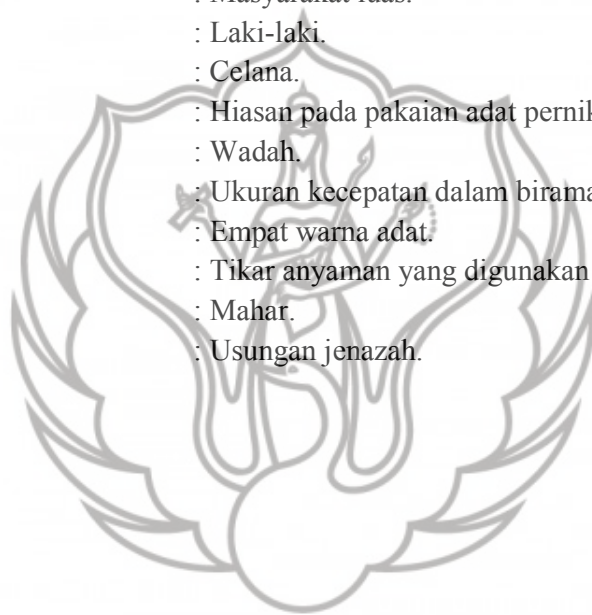 : Laki-laki.
: Celana.
: Hiasan pada pakaian adat pernik
: Wadah.
: Ukuran kecepatan dalam birama
: Empat warna adat.
: Tikar anyaman yang digunakan
: Mahar.
: Usungan jenazah.